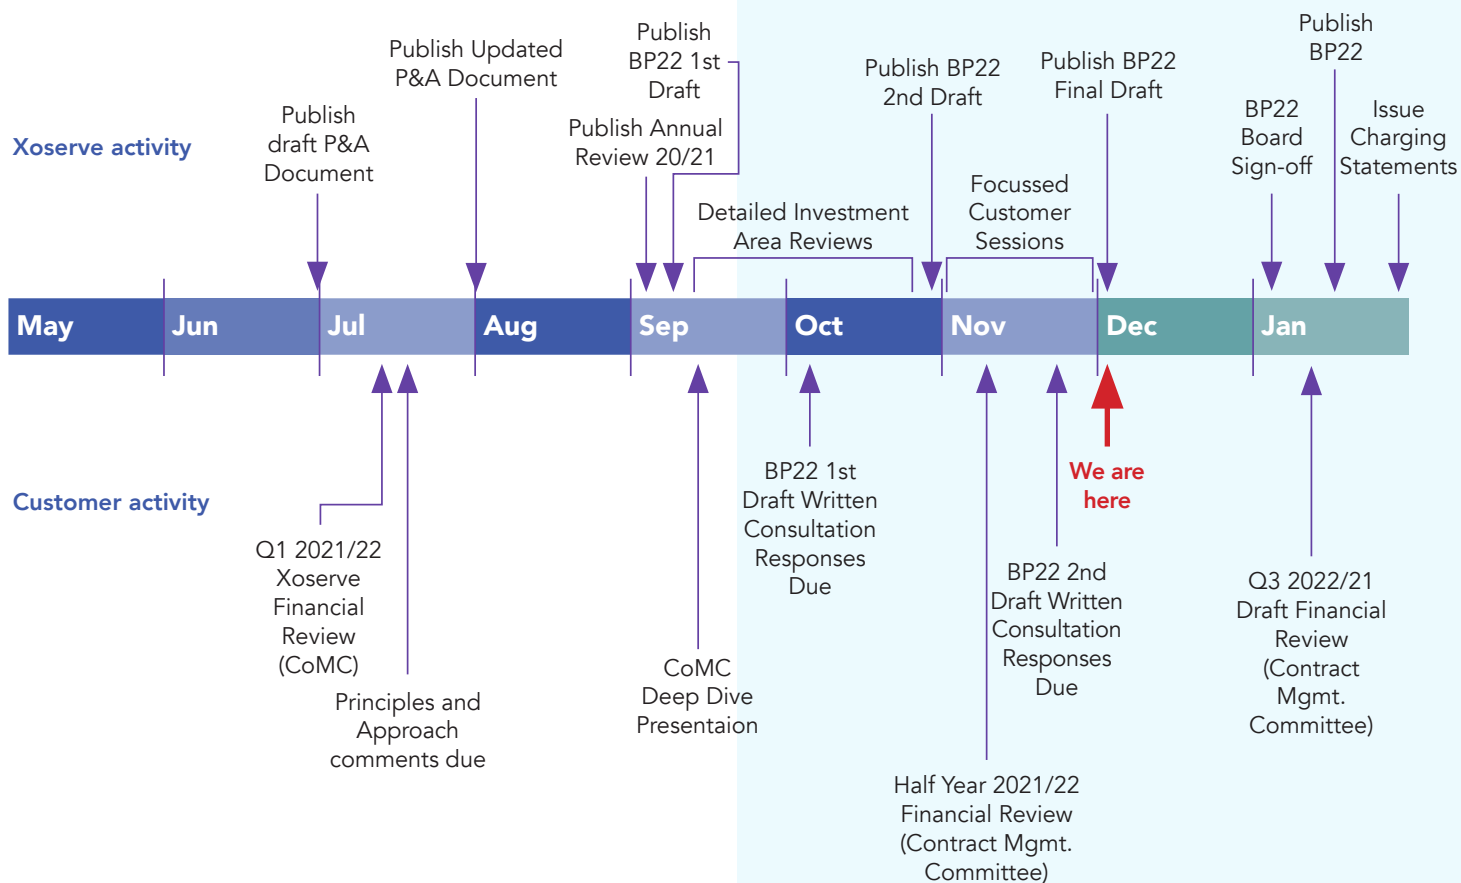 Publish
BP22 1st
Draft
Publish
BP22
Publish Updated
P&A Document
Publish BP22
2nd Draft
Publish BP22
Final Draft
Publish
draft P&A
Document
Publish Annual
Review 20/21
BP22
Board
Sign-off
Issue
Charging
Statements
Xoserve activity
Detailed Investment
Area Reviews
Focussed
Customer
Sessions
May
Jun
Jul
Aug
Sep
Oct
Nov
Dec
Jan
Customer activity
Q1 2021/22
Xoserve
Financial
Review
(CoMC)
Principles and
Approach
comments due
CoMC
Deep Dive
Presentaion
BP22 1st
Draft Written
Consultation
Responses
Due
Half Year 2021/22
Financial Review
(Contract Mgmt.
Committee)
BP22 2nd
Draft Written
Consultation
Responses
Due
We are
here
Q3 2022/21
Draft Financial
Review
(Contract
Mgmt.
Committee)